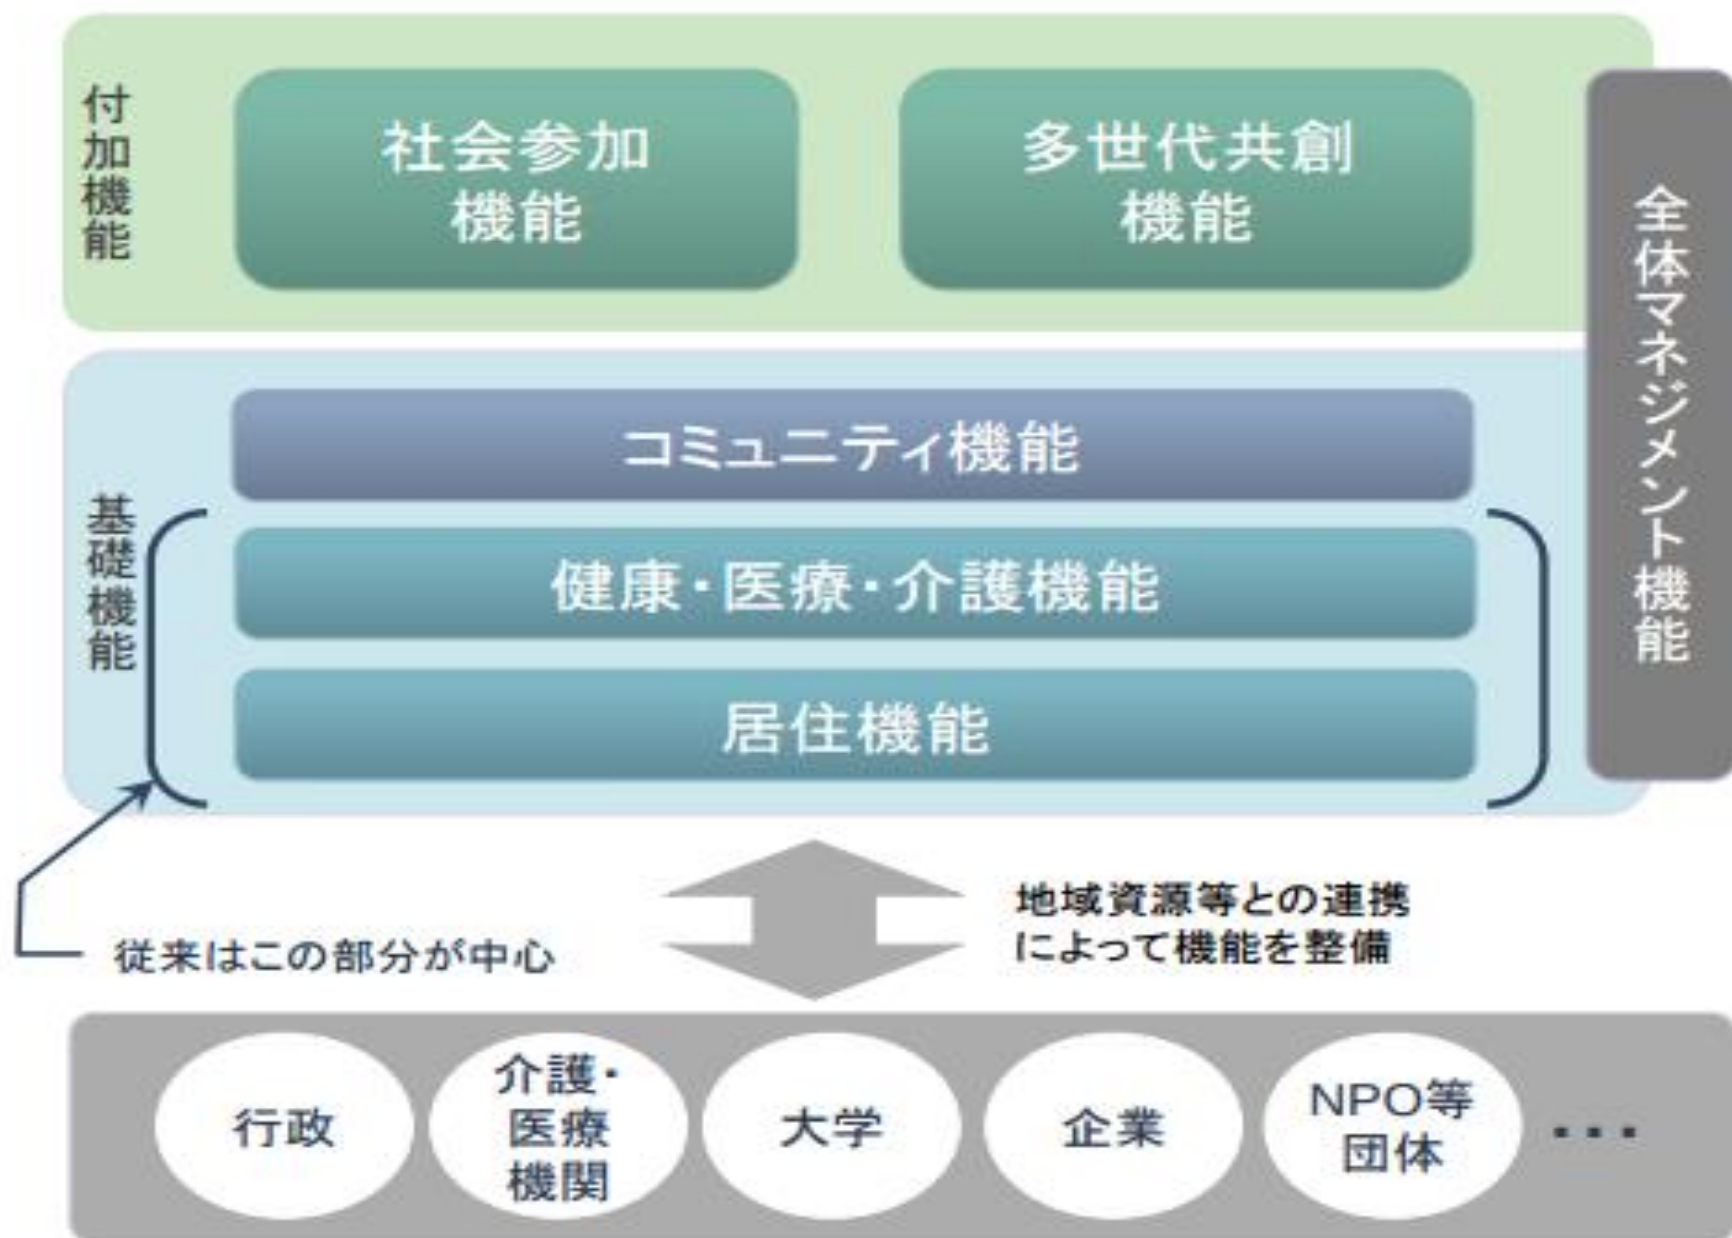 付加機能
社会参加
機能
多世代共創
機能
全体マネジメント機能
基礎機能
コミュニティ機能
健康・医療・介護機能
居住機能
従来はこの部分が中心
地域資源等との連携
によって機能を整備
行政
介護・
医療
機関
大学
企業
NPO等
団体
･･･